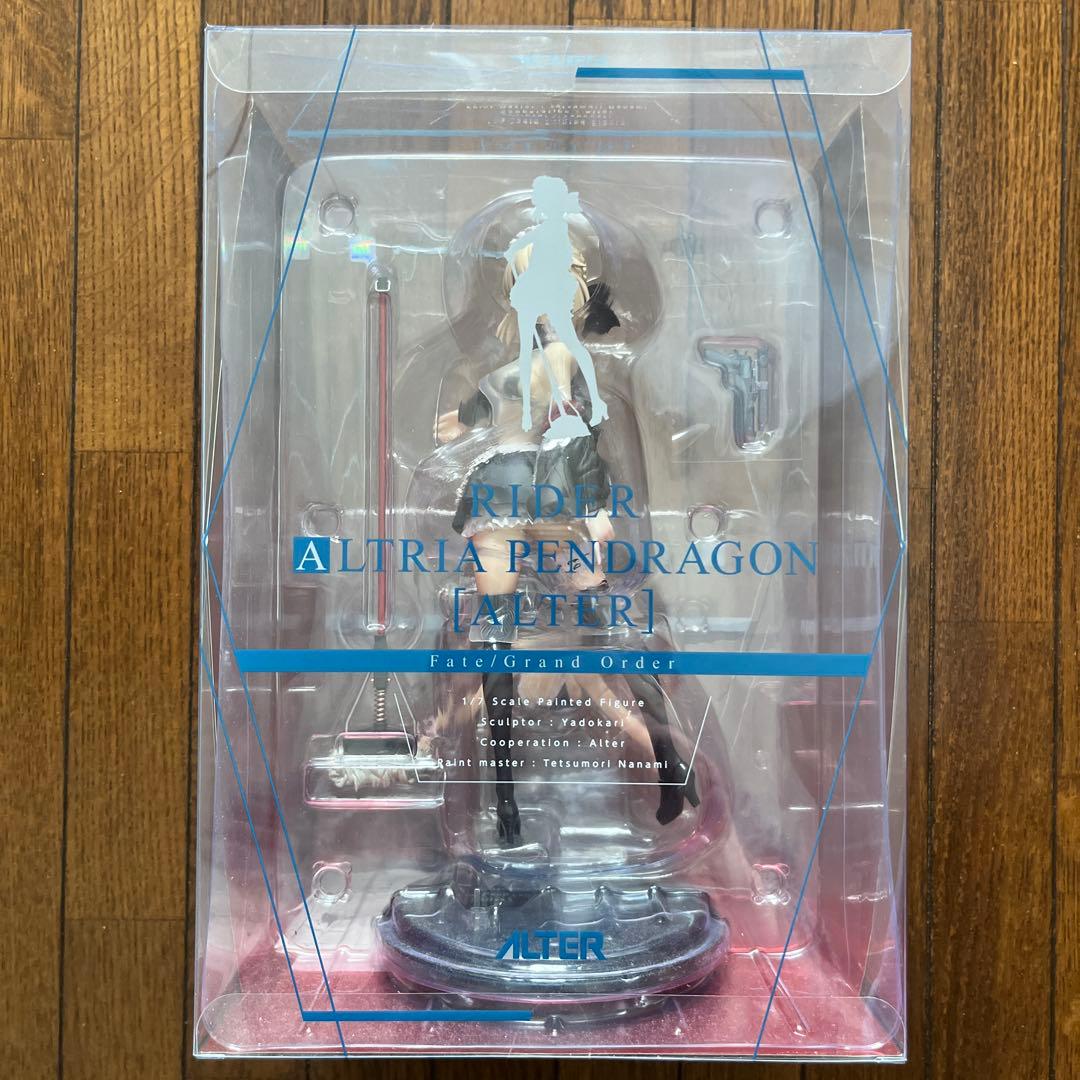 RIDER
ALTRIA PENDRAGON
[ALTER]
Fate/Grand Order
1/7 Scale Painted Figure
Sculptor : Yadokari
Cooperation : Alter
Paint master : Tetsumori Nanami
ALTER